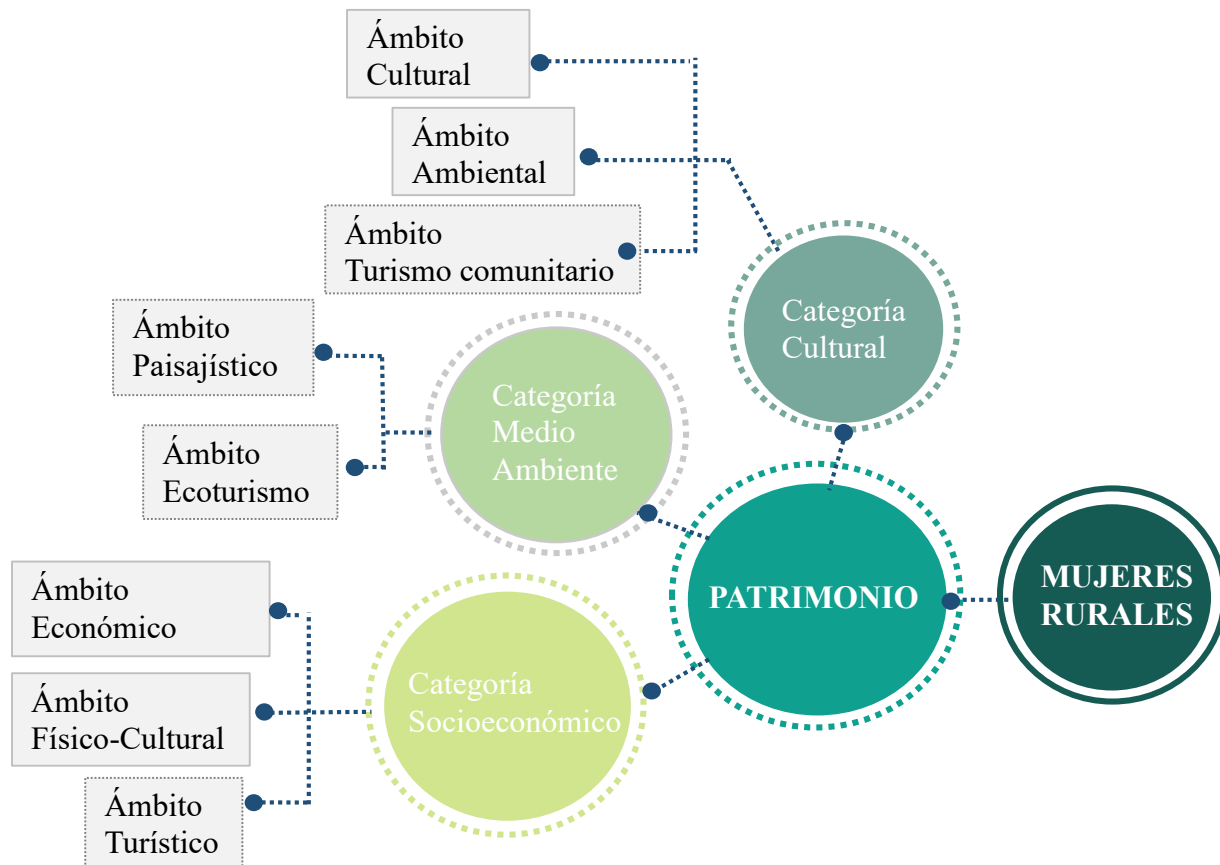 Ámbito
Cultural
Ámbito
Ambiental
Ámbito
Turismo comunitario
Ámbito
Paisajístico
Ámbito
Ecoturismo
Ámbito
Económico
Ámbito
Físico-Cultural
Ámbito
Turístico
Categoría
Cultural
Categoría
Medio
Ambiente
Categoría
Socioeconómico
PATRIMONIO
MUJERES
RURALES